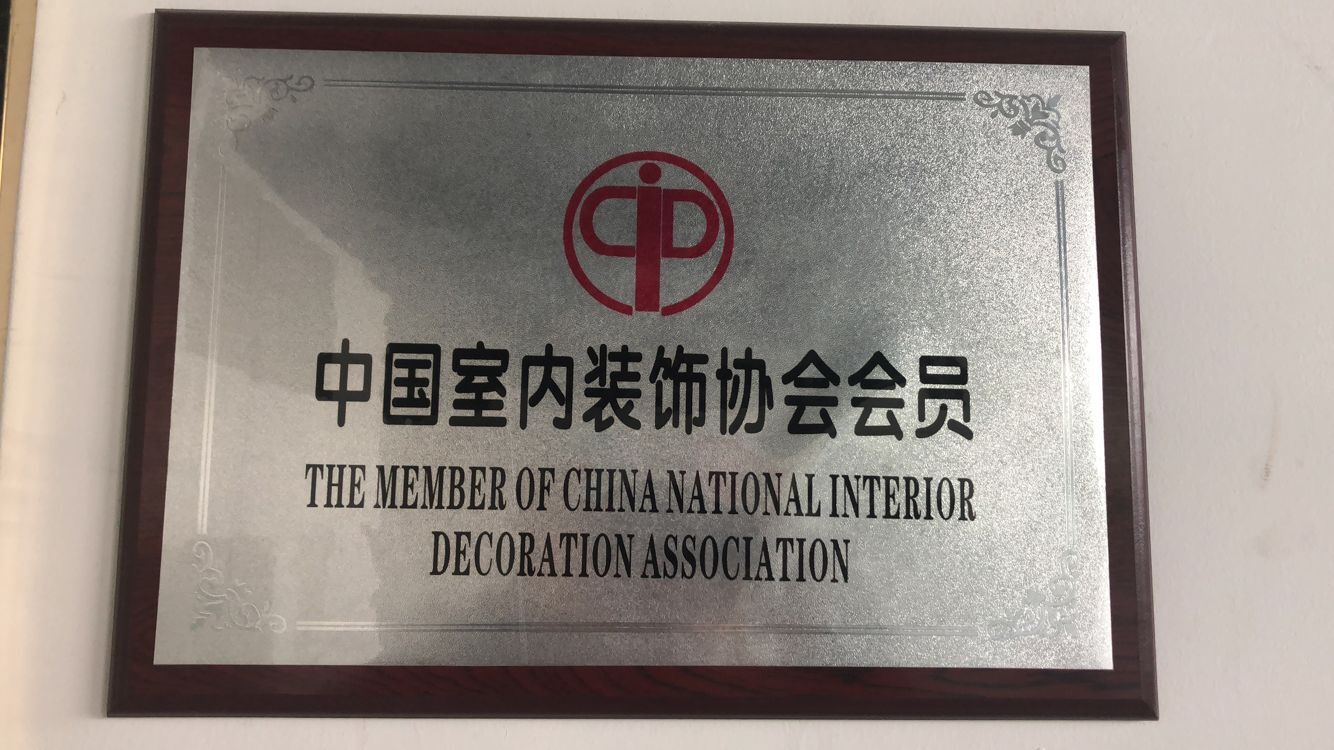 中国室内装饰协会会员
THE MEMBER OF CHINA NATIONAL INTERIOR
DECORATION ASSOCIATION